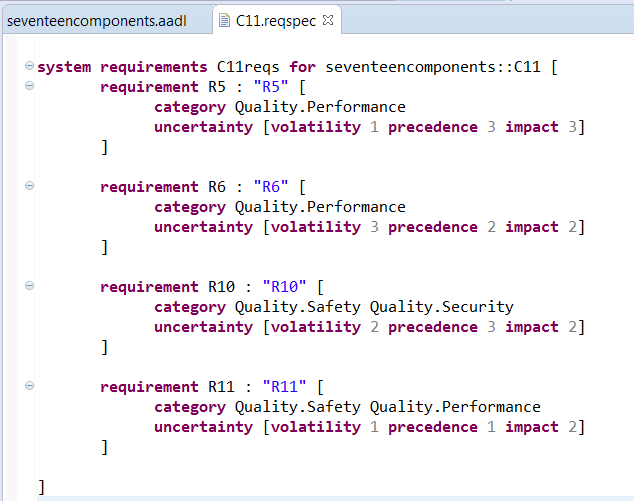 seventeencomponents.aadl C11.reqspec
system requirements C11reqs for seventeencomponents::C11 [
requirement R5 : "R5" [
category Quality.Performance
uncertainty [volatility 1 precedence 3 impact 3]
]
requirement R6 : "R6" [
category Quality.Performance
uncertainty [volatility 3 precedence 2 impact 2]
]
requirement R10 : "R10" [
category Quality.Safety Quality.Security
uncertainty [volatility 2 precedence 3 impact 2]
]
requirement R11 : "R11" [
category Quality.Safety Quality.Performance
uncertainty [volatility 1 precedence 1 impact 2]
]
]